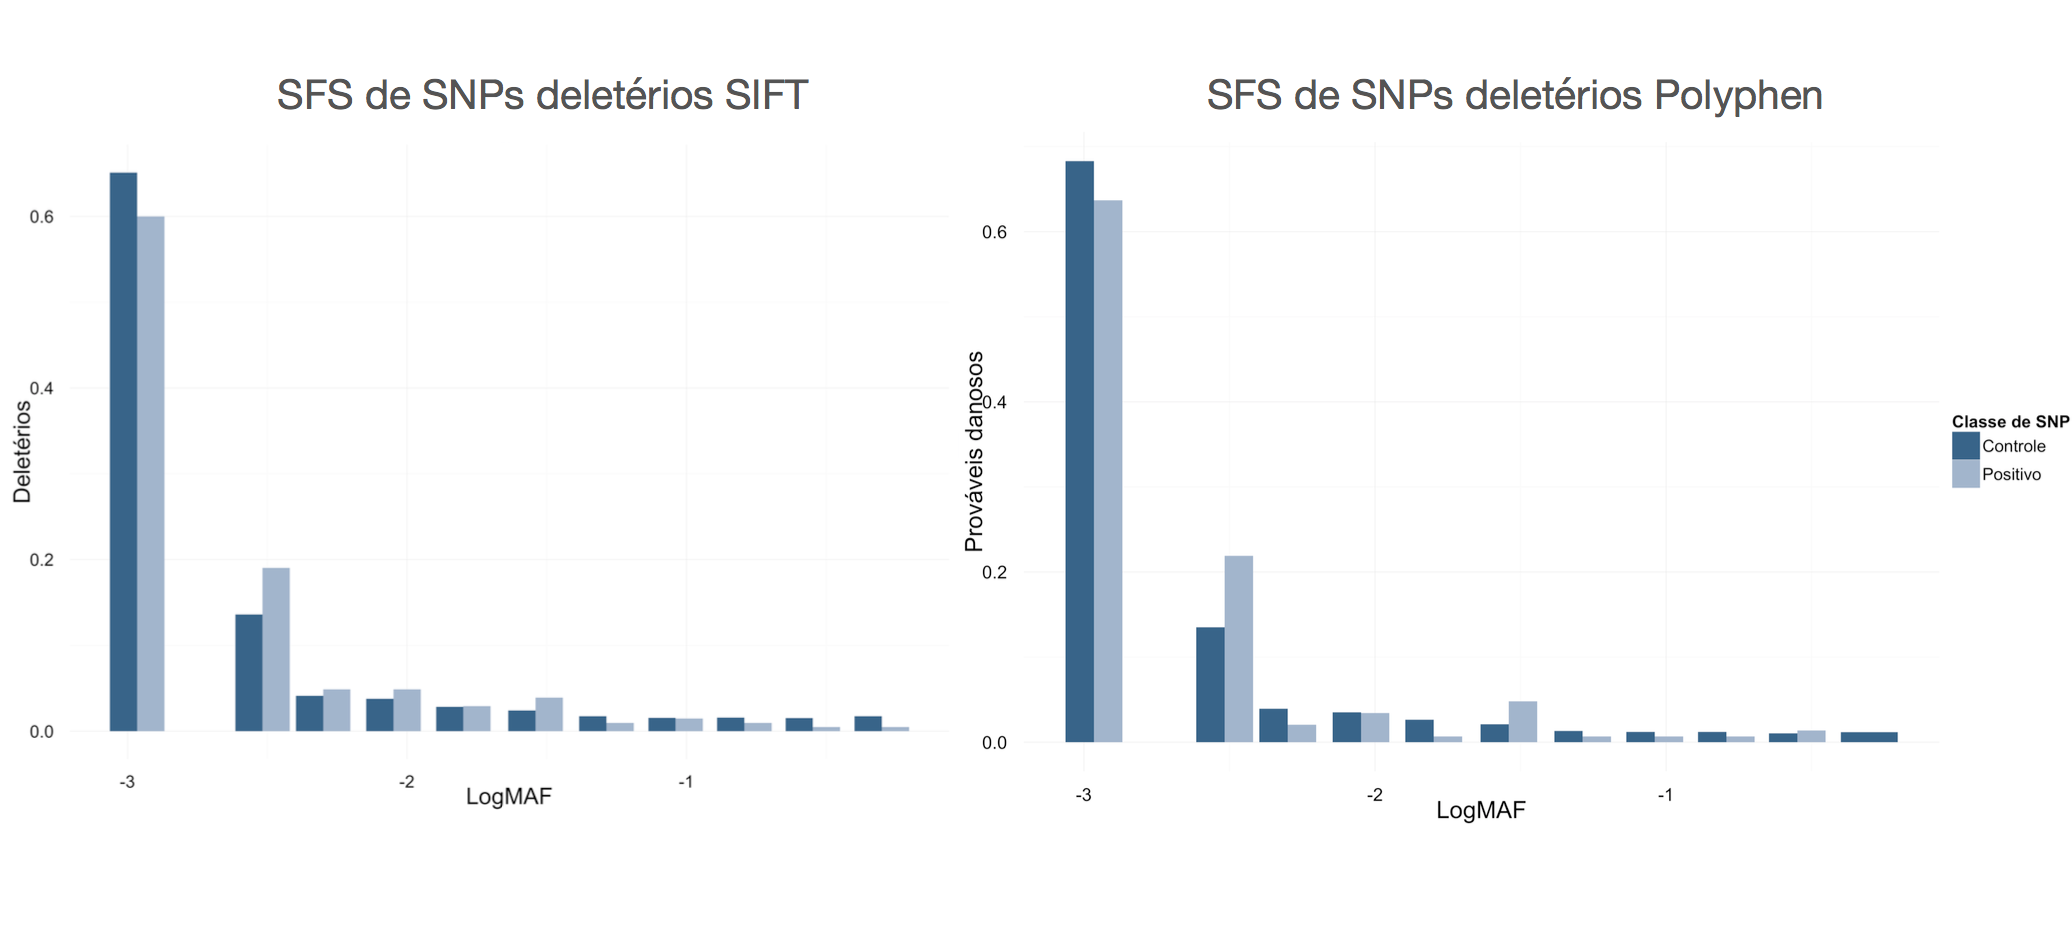 SFS de SNPs deletérios SIFT
Deletérios
0.6
0.4
0.2
0.0
-3
-2
-1
LogMAF
SFS de SNPs deletérios Polyphen
Prováveis danosos
0.6
0.4
0.2
0.0
-3
-2
-1
LogMAF
Classe de SNP
Controle
Positivo